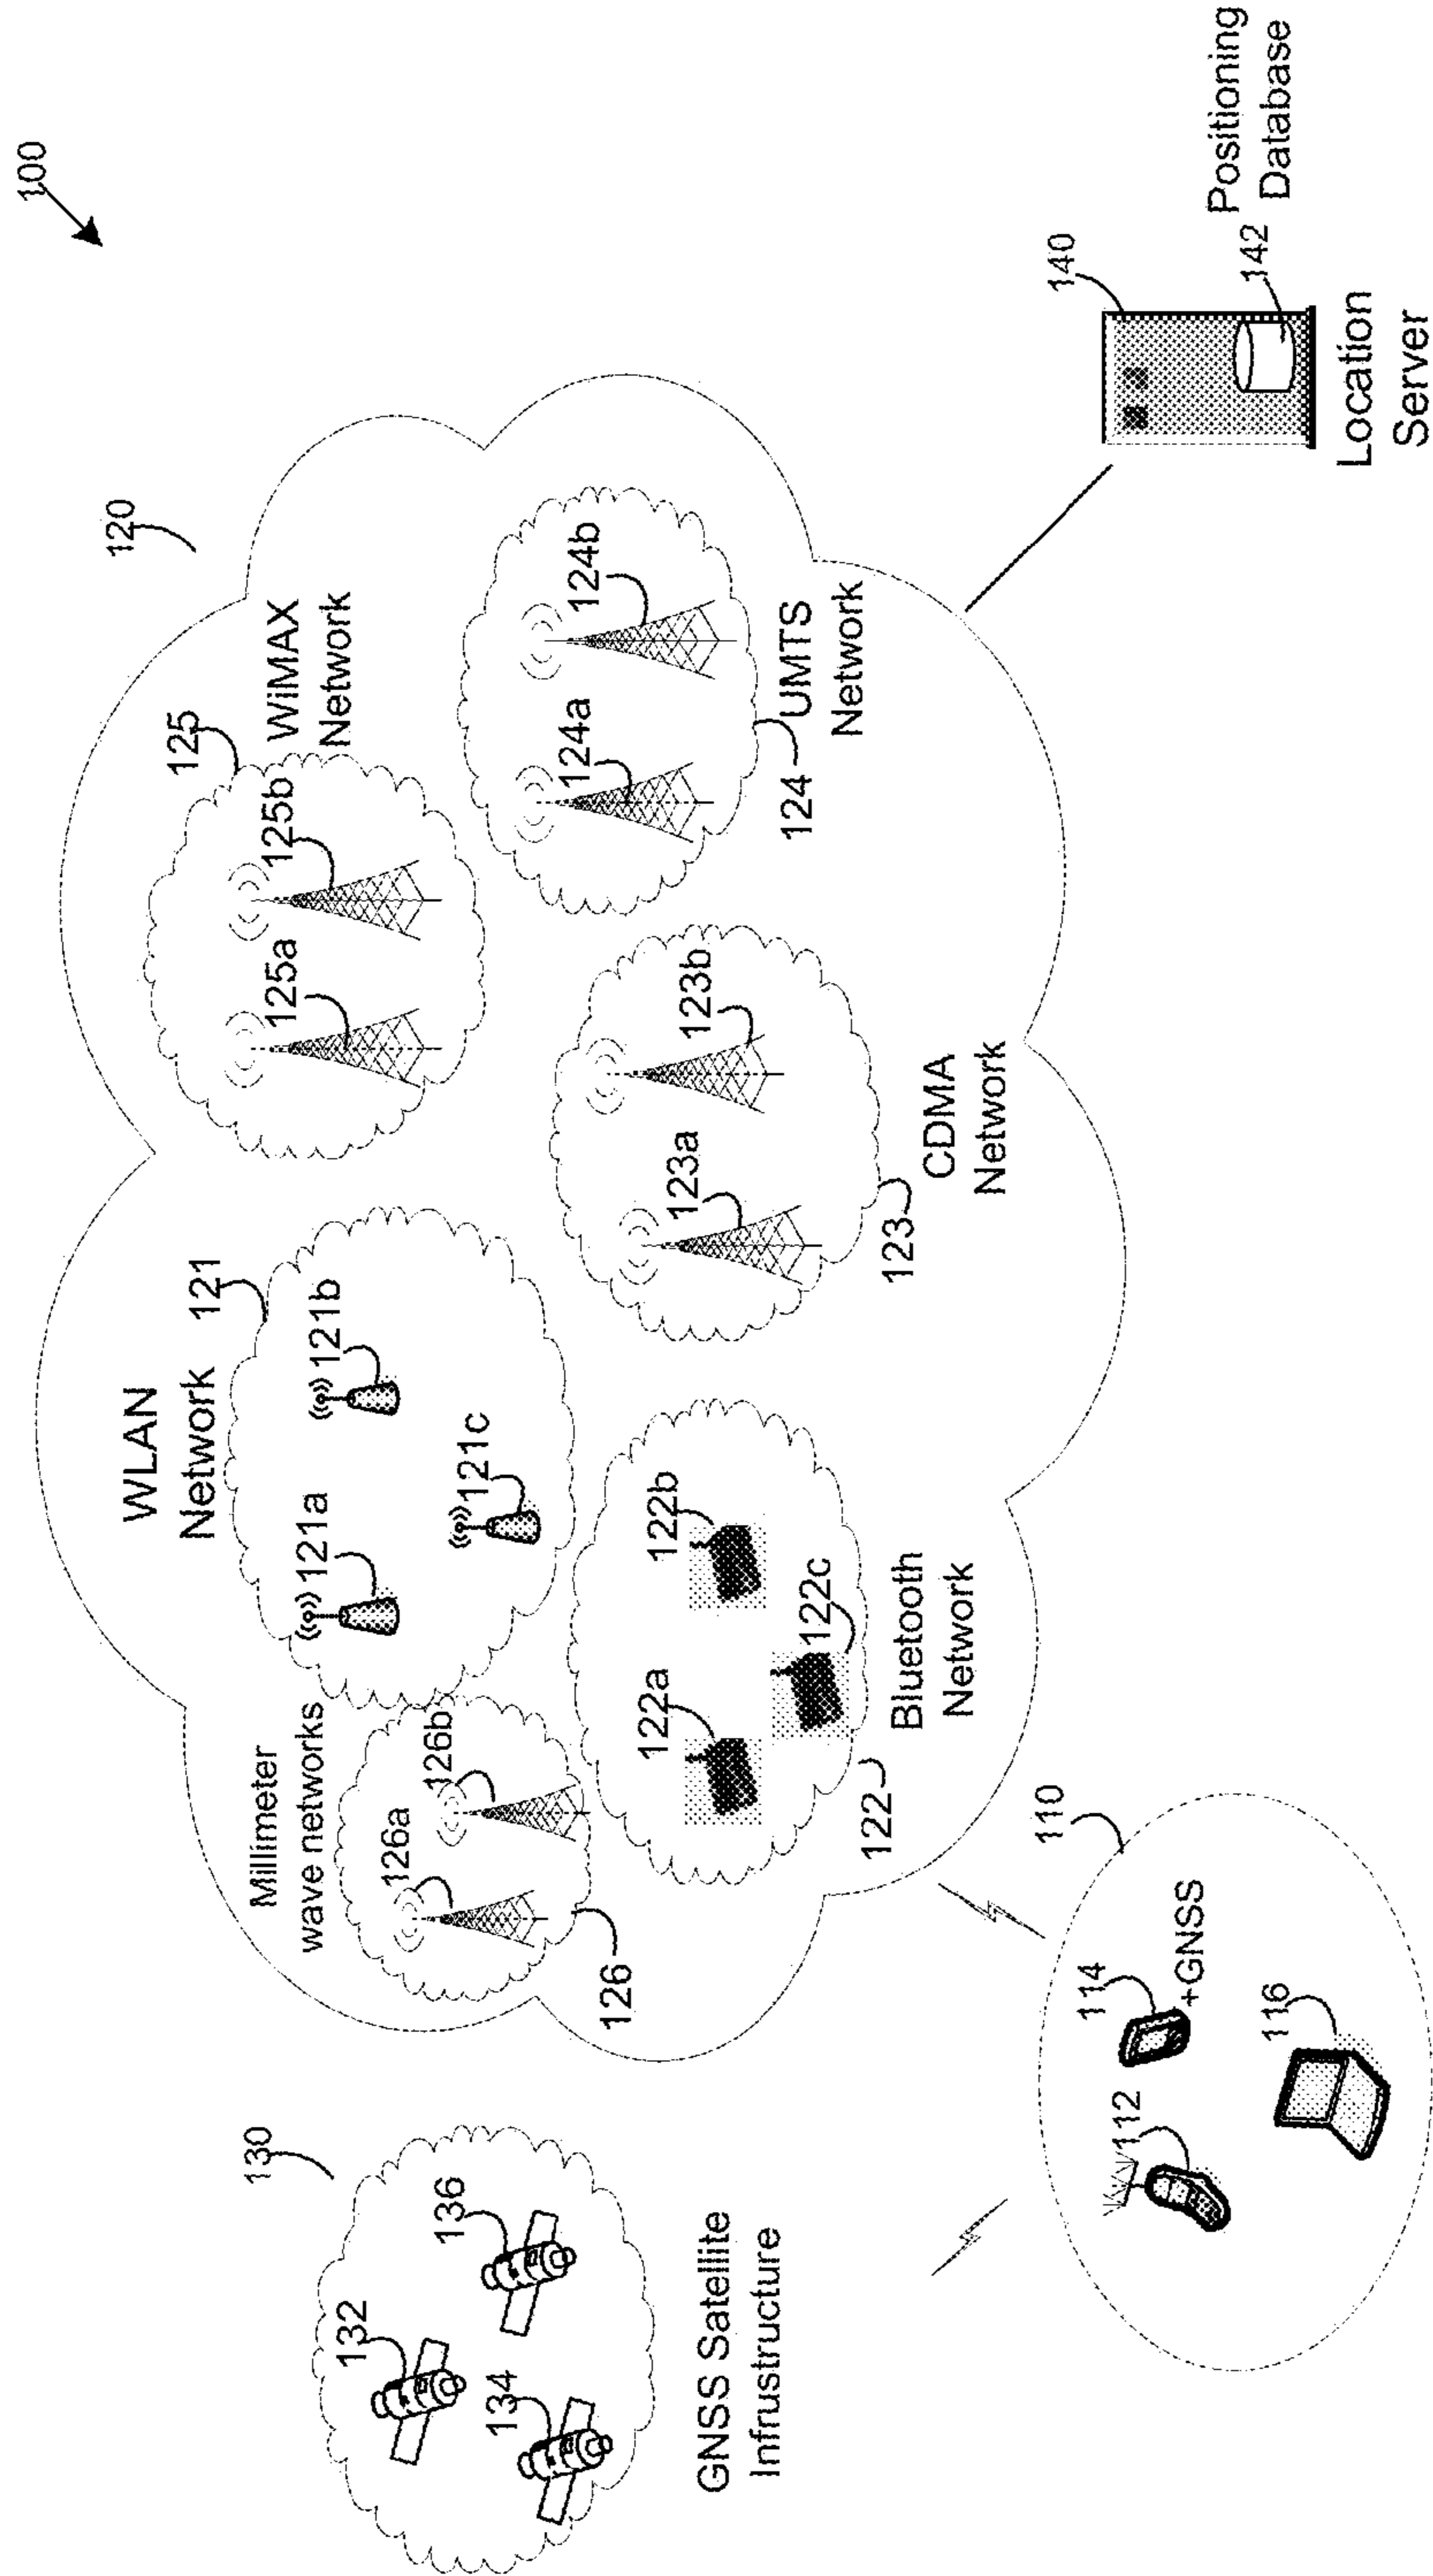 100
120
125
WiMAX
Network
125a
125b
WLAN
Network
121
121a
121b
121c
Millimeter
wave networks
126a
126b
126
130
132
136
134
GNSS Satellite
Infrustructure
124a
124b
124
UMTS
Network
123a
123b
123
CDMA
Network
122a
122b
122c
122
Bluetooth
Network
110
112
114
+GNSS
116
140
142
Positioning
Database
Location
Server